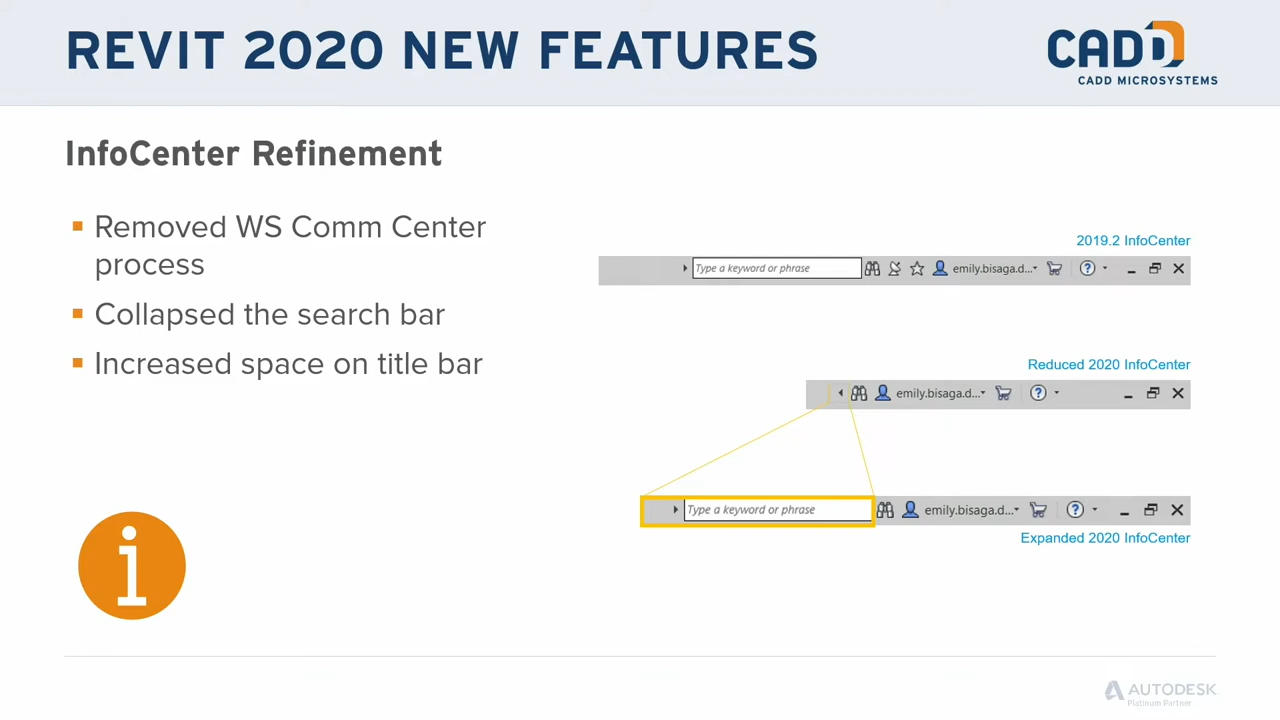 REVIT 2020 NEW FEATURES
CADD
CADD MICROSYSTEMS
InfoCenter Refinement
Removed WS Comm Center
process
Collapsed the search bar
Increased space on title bar
2019.2 InfoCenter
Type a keyword or phrase
emily.bisaga.d...
Reduced 2020 InfoCenter
emily.bisaga.d...
Type a keyword or phrase
emily.bisaga.d...
Expanded 2020 InfoCenter
AUTODESK
Platinum Partner